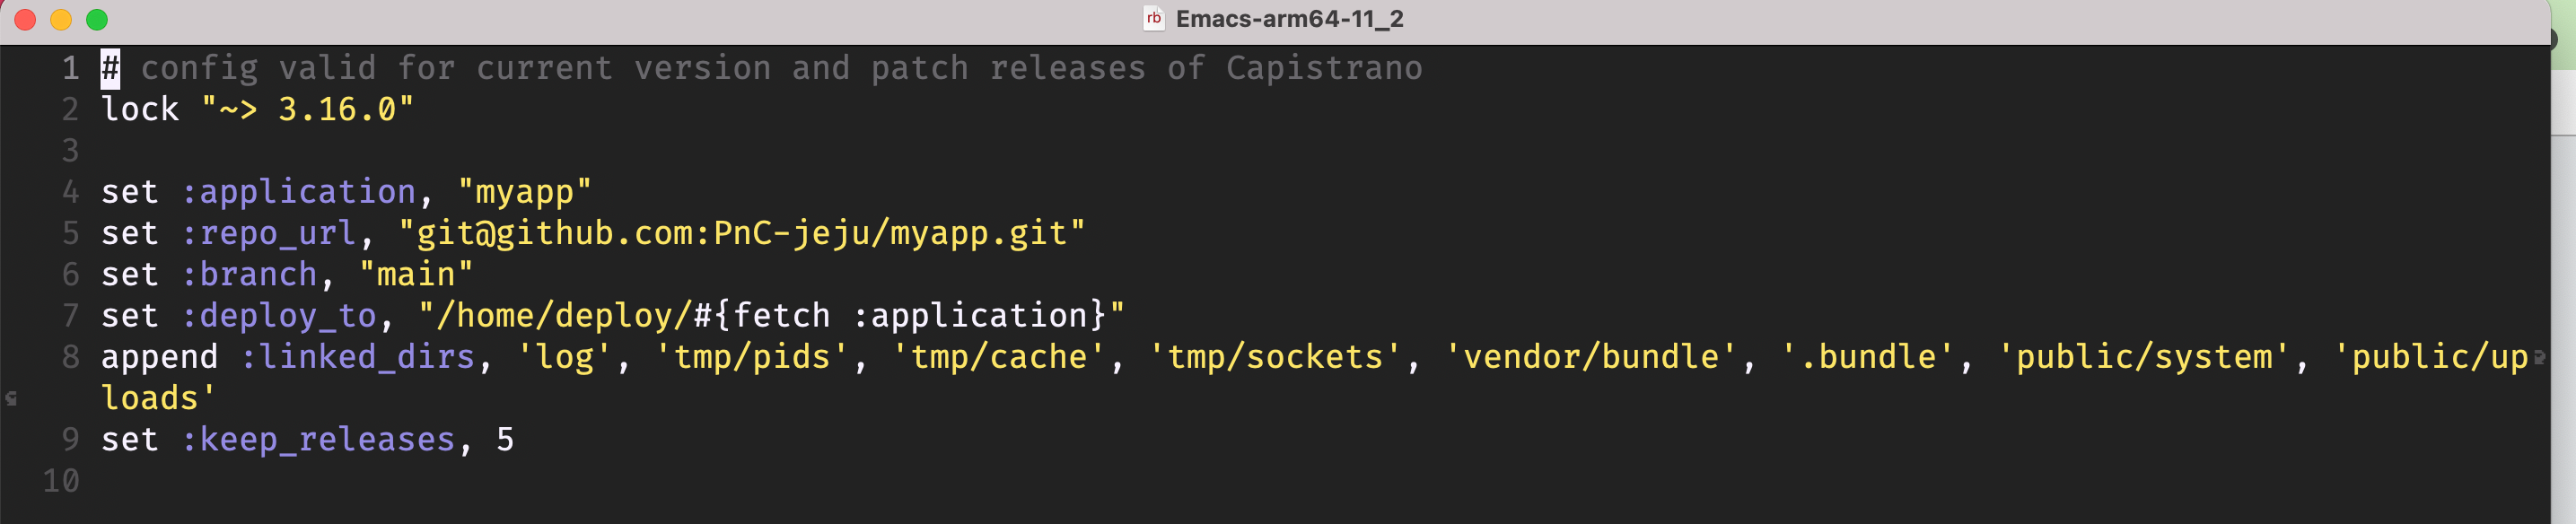 rb Emacs-arm64-11_2
1 # config valid for current version and patch releases of Capistrano
2 lock "~> 3.16.0"
3
4 set :application, "myapp"
5 set :repo_url, "git@github.com:PnC-jeju/myapp.git"
6 set :branch, "main"
7 set :deploy_to, "/home/deploy/#{fetch :application}"
8 append :linked_dirs, 'log', 'tmp/pids', 'tmp/cache', 'tmp/sockets', 'vendor/bundle', '.bundle', 'public/system', 'public/up
loads'
9 set :keep_releases, 5
10